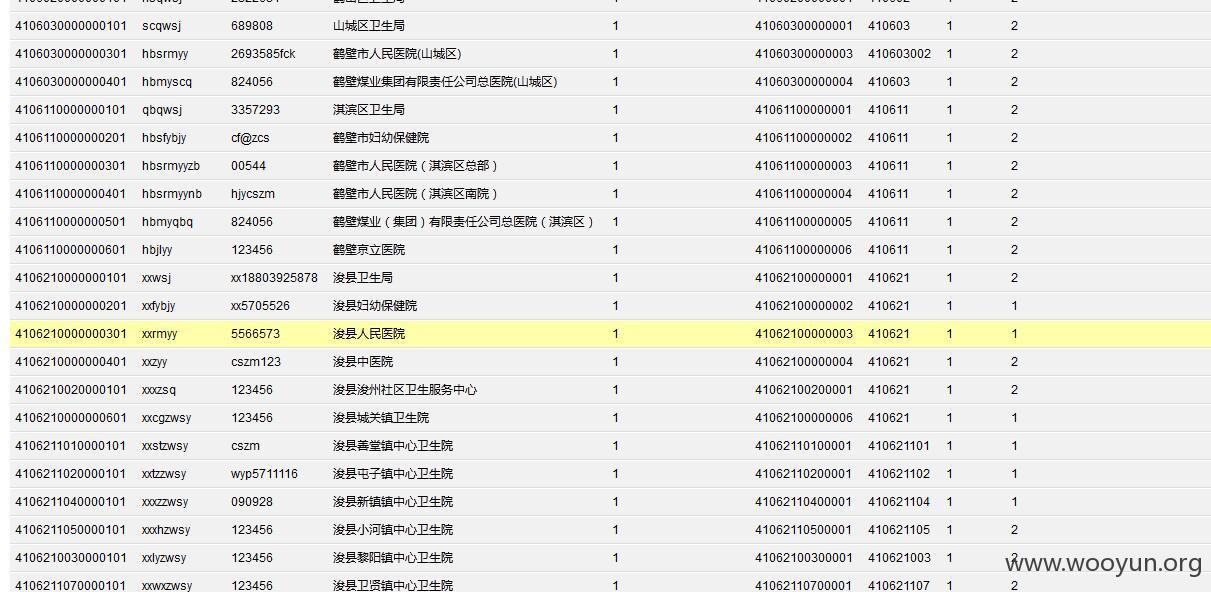 4106030000000101 scqwsj 689808 山城区卫生局 1 41060300000001 410603 1 2
4106030000000301 hbsrmyy 2693585fck 鹤壁市人民医院(山城区) 1 41060300000003 410603002 1 2
4106030000000401 hbmyscq 824056 鹤壁煤业集团有限责任公司总医院(山城区) 1 41060300000004 410603 1 2
4106110000000101 qbqwsj 3357293 淇滨区卫生局 1 41061100000001 410611 1 2
4106110000000201 hbsfybjy cf@zcs 鹤壁市妇幼保健院 1 41061100000002 410611 1 2
4106110000000301 hbsrmyyzb 00544 鹤壁市人民医院（淇滨区总部） 1 41061100000003 410611 1 2
4106110000000401 hbsrmyynb hjycszm 鹤壁市人民医院（淇滨区南院） 1 41061100000004 410611 1 2
4106110000000501 hbmyqbq 824056 鹤壁煤业（集团）有限责任公司总医院（淇滨区） 1 41061100000005 410611 1 2
4106110000000601 hbjlyy 123456 鹤壁京立医院 1 41061100000006 410611 1 2
4106210000000101 xxwsj xx18803925878 浚县卫生局 1 41062100000001 410621 1 2
4106210000000201 xxfybjy xx5705526 浚县妇幼保健院 1 41062100000002 410621 1 1
4106210000000301 xxrmyy 5566573 浚县人民医院 1 41062100000003 410621 1 1
4106210000000401 xxzyy cszm123 浚县中医院 1 41062100000004 410621 1 2
4106210020000101 xxxzsq 123456 浚县浚州社区卫生服务中心 1 41062100200001 410621 1 2
4106210000000601 xxcgzwsy 123456 浚县城关镇卫生院 1 41062100000006 410621 1 1
4106211010000101 xxstzwsy cszm 浚县善堂镇中心卫生院 1 41062110100001 410621101 1 1
4106211020000101 xxtzzwsy wyp5711116 浚县屯子镇中心卫生院 1 41062110200001 410621102 1 1
4106211040000101 xxxzzwsy 090928 浚县新镇镇中心卫生院 1 41062110400001 410621104 1 1
4106211050000101 xxxhzwsy 123456 浚县小河镇中心卫生院 1 41062110500001 410621105 1 2
4106210030000101 xxlyzwsy 123456 浚县黎阳镇中心卫生院 1 41062100300001 410621003 1 2
www.wooyun.org
4106211070000101 xxwxzwsy 123456 浚县卫贤镇中心卫生院 1 41062110700001 410621107 1 2